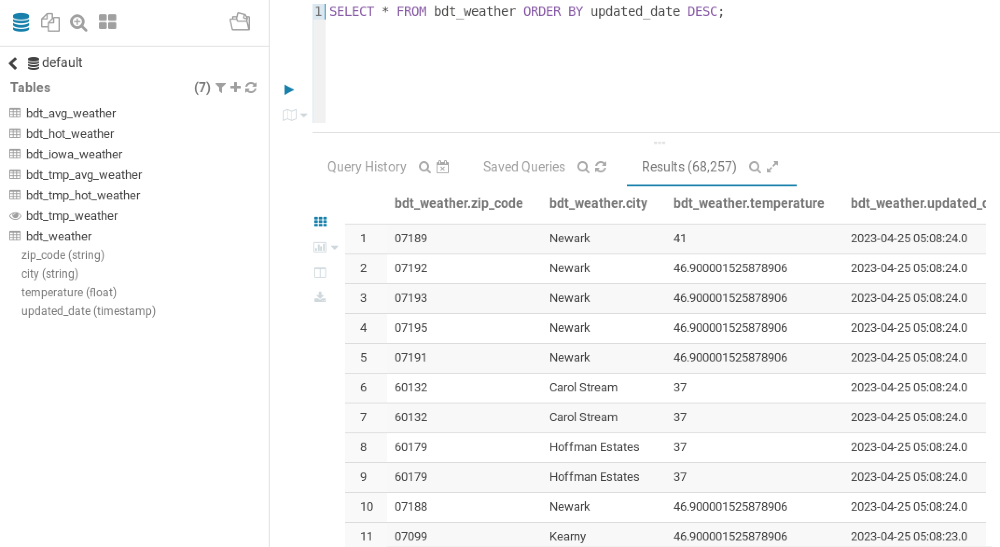 default
Tables (7)
bdt_avg_weather
bdt_hot_weather
bdt_iowa_weather
bdt_tmp_avg_weather
bdt_tmp_hot_weather
bdt_tmp_weather
bdt_weather
zip_code (string)
city (string)
temperature (float)
updated_date (timestamp)
1 SELECT * FROM bdt_weather ORDER BY updated_date DESC;
Query History Saved Queries Results (68,257)
bdt_weather.zip_code bdt_weather.city bdt_weather.temperature bdt_weather.updated_
1 07189 Newark 41 2023-04-25 05:08:24.0
2 07192 Newark 46.900001525878906 2023-04-25 05:08:24.0
3 07193 Newark 46.900001525878906 2023-04-25 05:08:24.0
4 07195 Newark 46.900001525878906 2023-04-25 05:08:24.0
5 07191 Newark 46.900001525878906 2023-04-25 05:08:24.0
6 60132 Carol Stream 37 2023-04-25 05:08:24.0
7 60132 Carol Stream 37 2023-04-25 05:08:24.0
8 60179 Hoffman Estates 37 2023-04-25 05:08:24.0
9 60179 Hoffman Estates 37 2023-04-25 05:08:24.0
10 07188 Newark 46.900001525878906 2023-04-25 05:08:24.0
11 07099 Kearny 46.900001525878906 2023-04-25 05:08:23.0